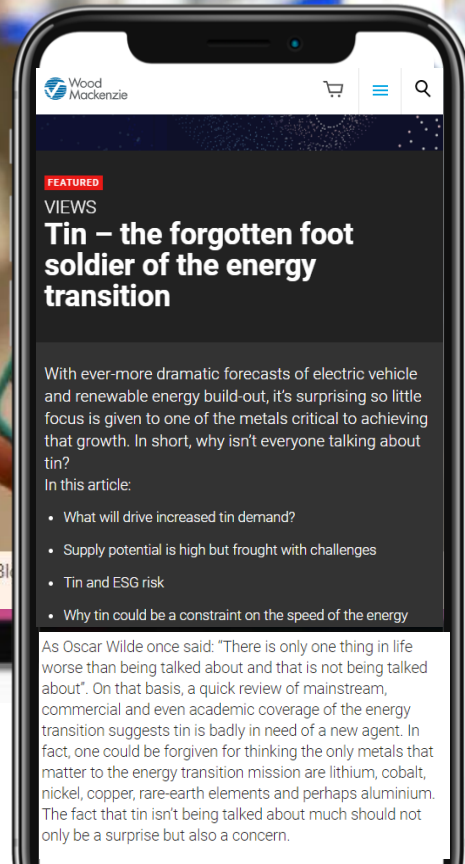 Wood
Mackenzie
FEATURED
VIEWS
Tin – the forgotten foot
soldier of the energy
transition
With ever-more dramatic forecasts of electric vehicle
and renewable energy build-out, it's surprising so little
focus is given to one of the metals critical to achieving
that growth. In short, why isn't everyone talking about
tin?
In this article:
• What will drive increased tin demand?
• Supply potential is high but frought with challenges
• Tin and ESG risk
• Why tin could be a constraint on the speed of the energy
As Oscar Wilde once said: “There is only one thing in life
worse than being talked about and that is not being talked
about”. On that basis, a quick review of mainstream,
commercial and even academic coverage of the energy
transition suggests tin is badly in need of a new agent. In
fact, one could be forgiven for thinking the only metals that
matter to the energy transition mission are lithium, cobalt,
nickel, copper, rare-earth elements and perhaps aluminium.
The fact that tin isn't being talked about much should not
only be a surprise but also a concern.